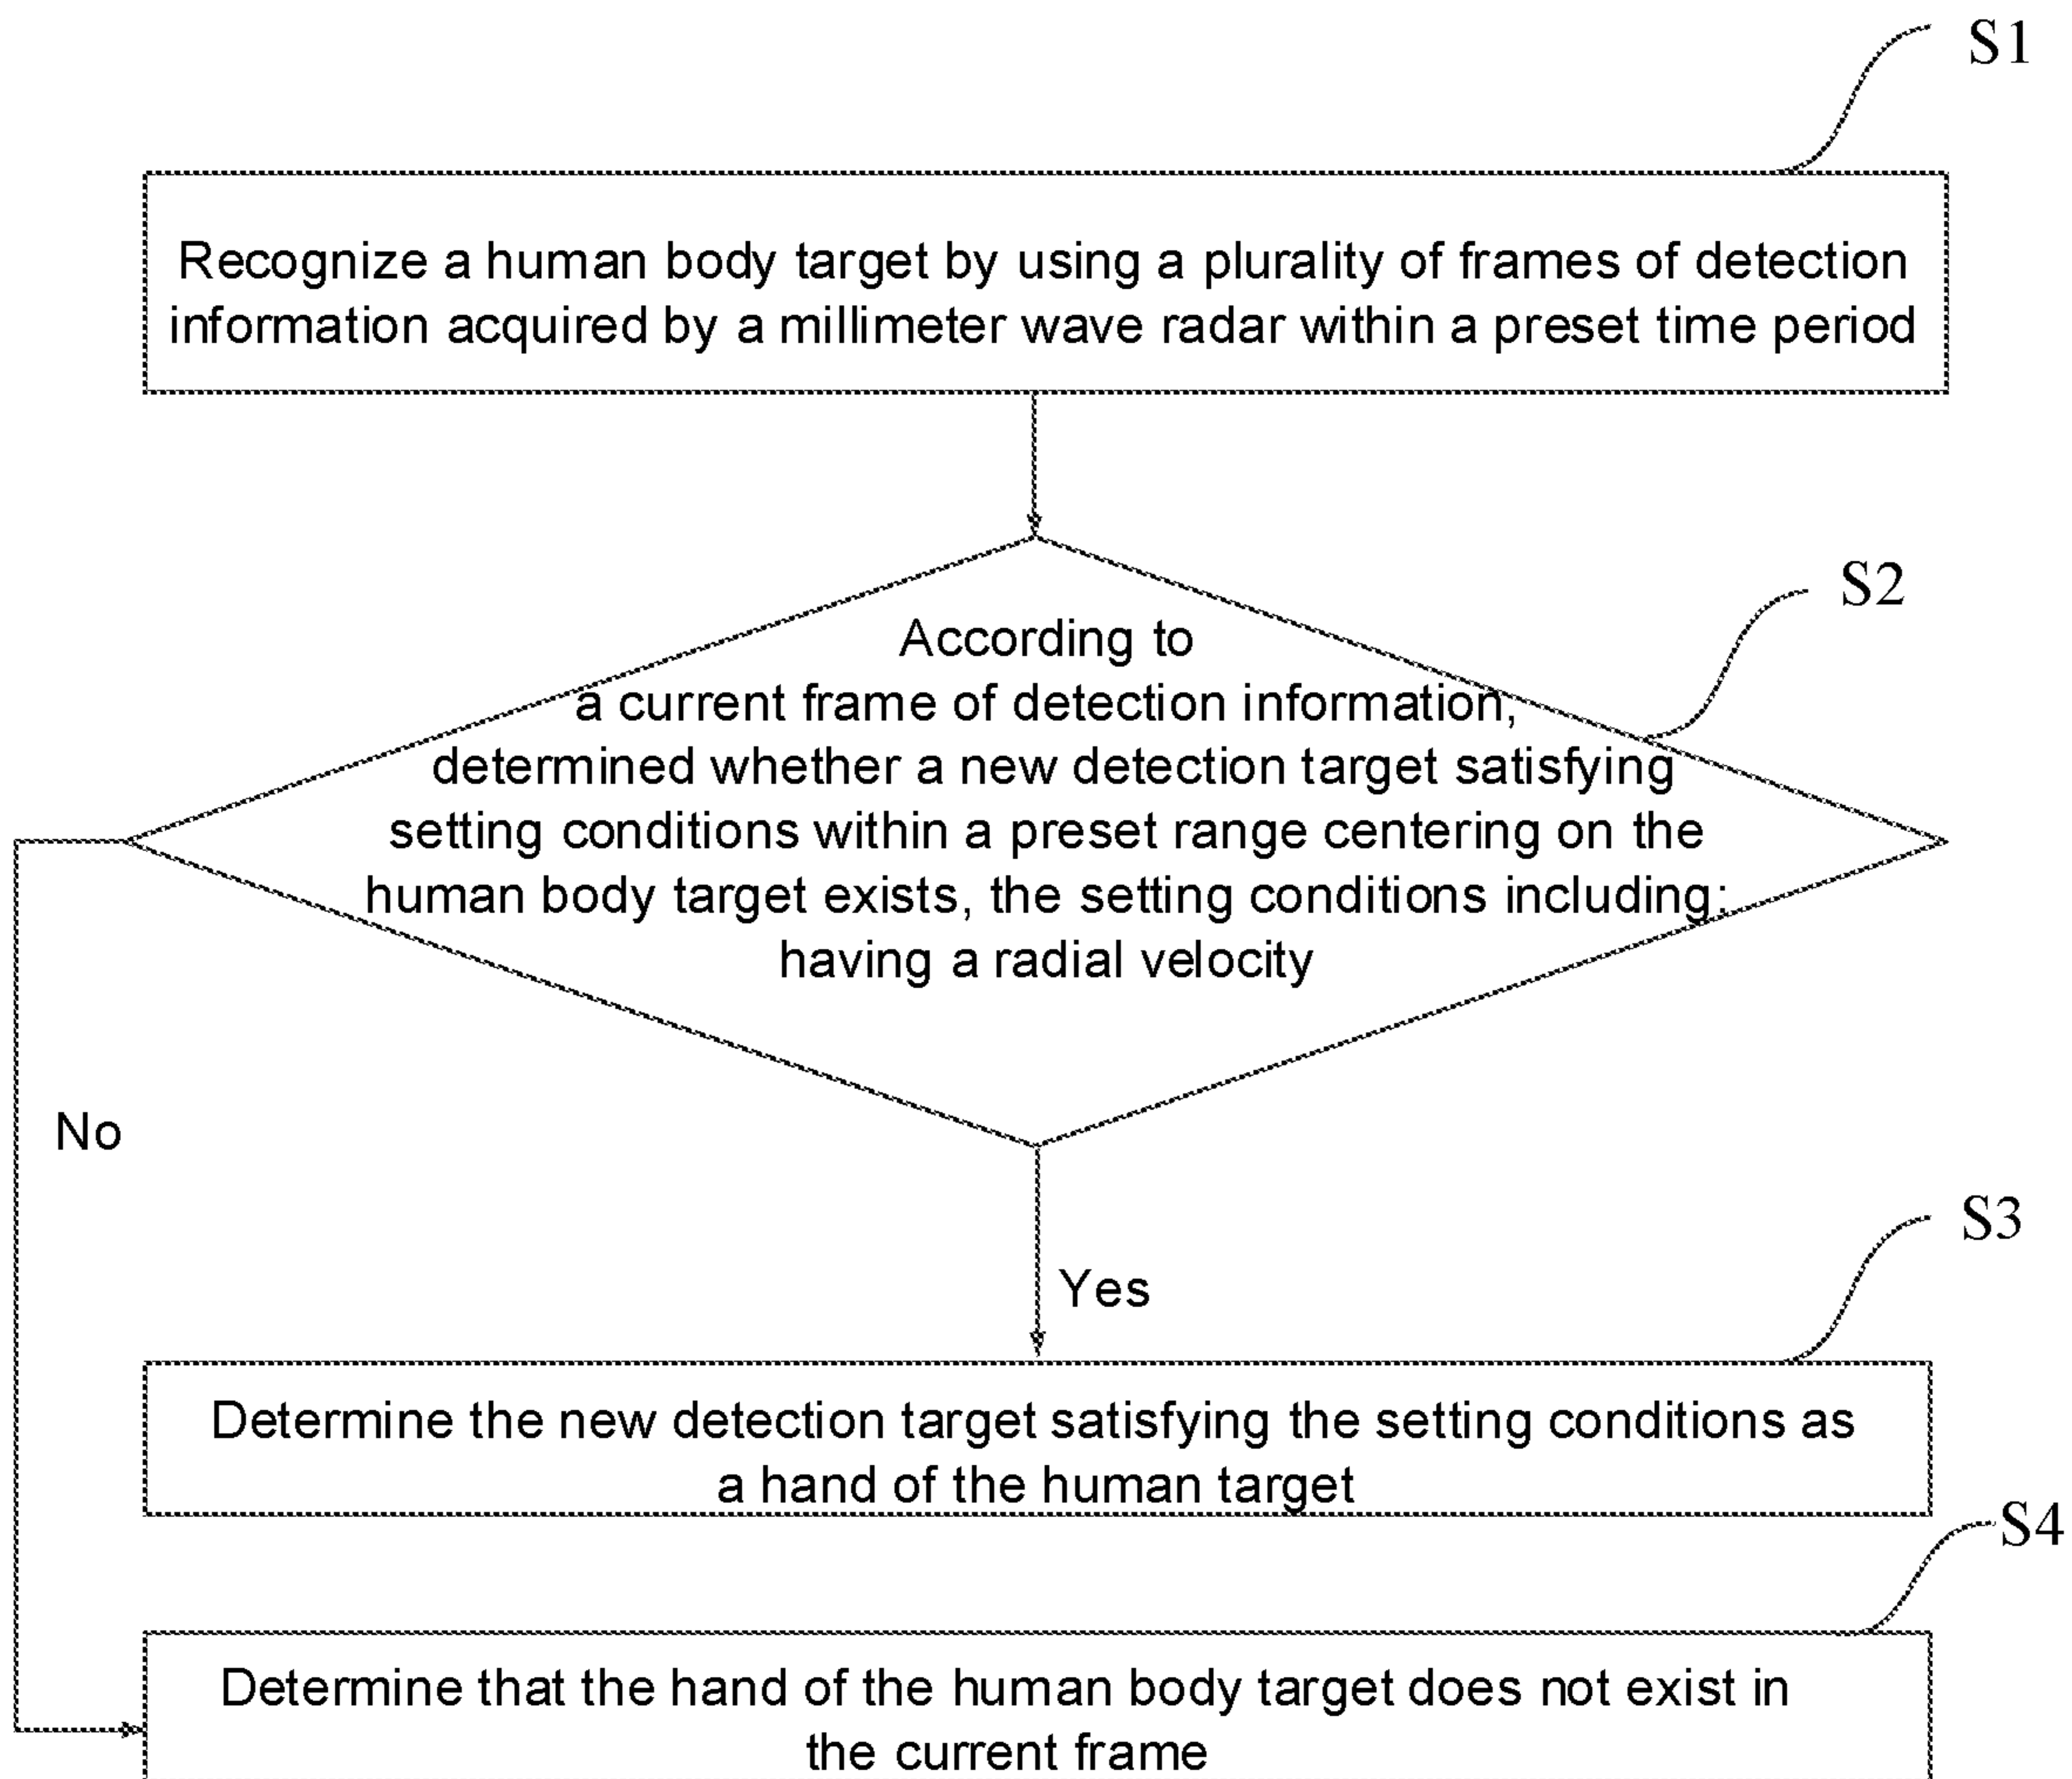 S1
Recognize a human body target by using a plurality of frames of detection
information acquired by a millimeter wave radar within a preset time period
S2
According to
a current frame of detection information,
determined whether a new detection target satisfying
setting conditions within a preset range centering on the
human body target exists, the setting conditions including:
having a radial velocity
No
Yes
S3
Determine the new detection target satisfying the setting conditions as
a hand of the human target
S4
Determine that the hand of the human body target does not exist in
the current frame